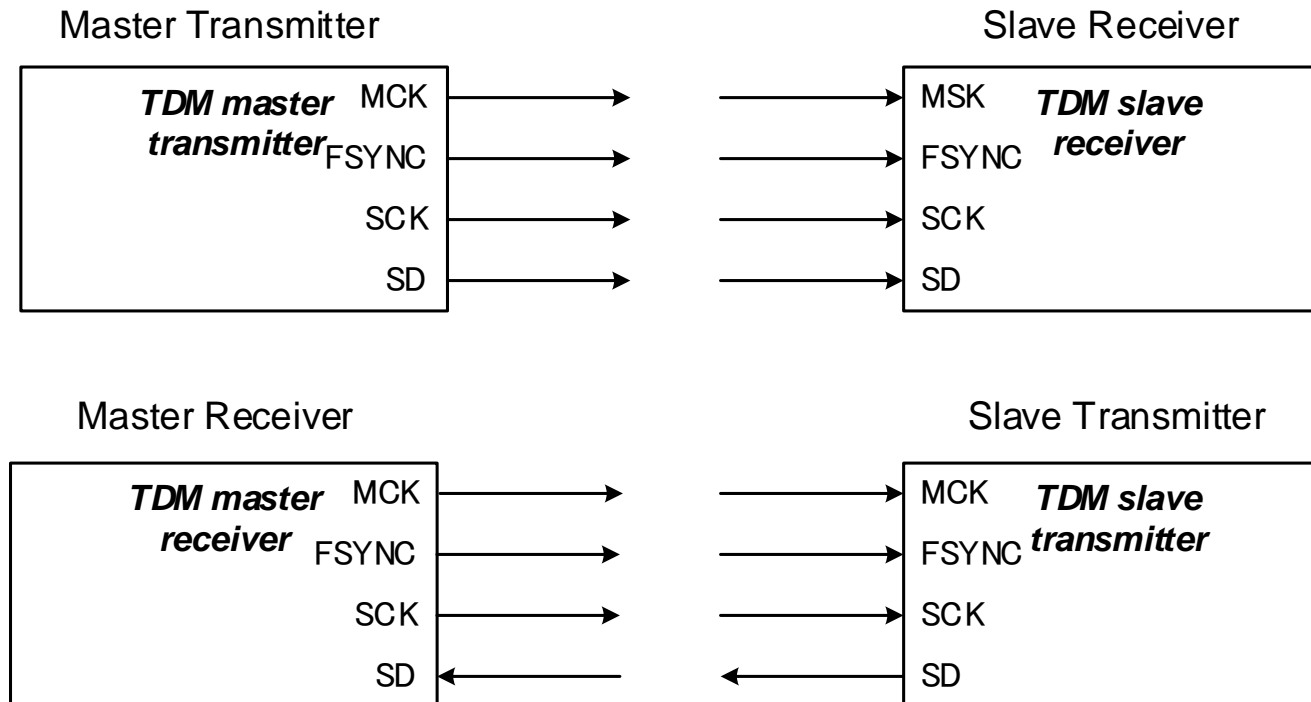 Master Transmitter
Slave Receiver
TDM master
transmitter
MCK
FSYNC
SCK
SD
MSK
FSYNC
SCK
SD
TDM slave
receiver
Master Receiver
Slave Transmitter
TDM master
receiver
MCK
FSYNC
SCK
SD
MCK
FSYNC
SCK
SD
TDM slave
transmitter